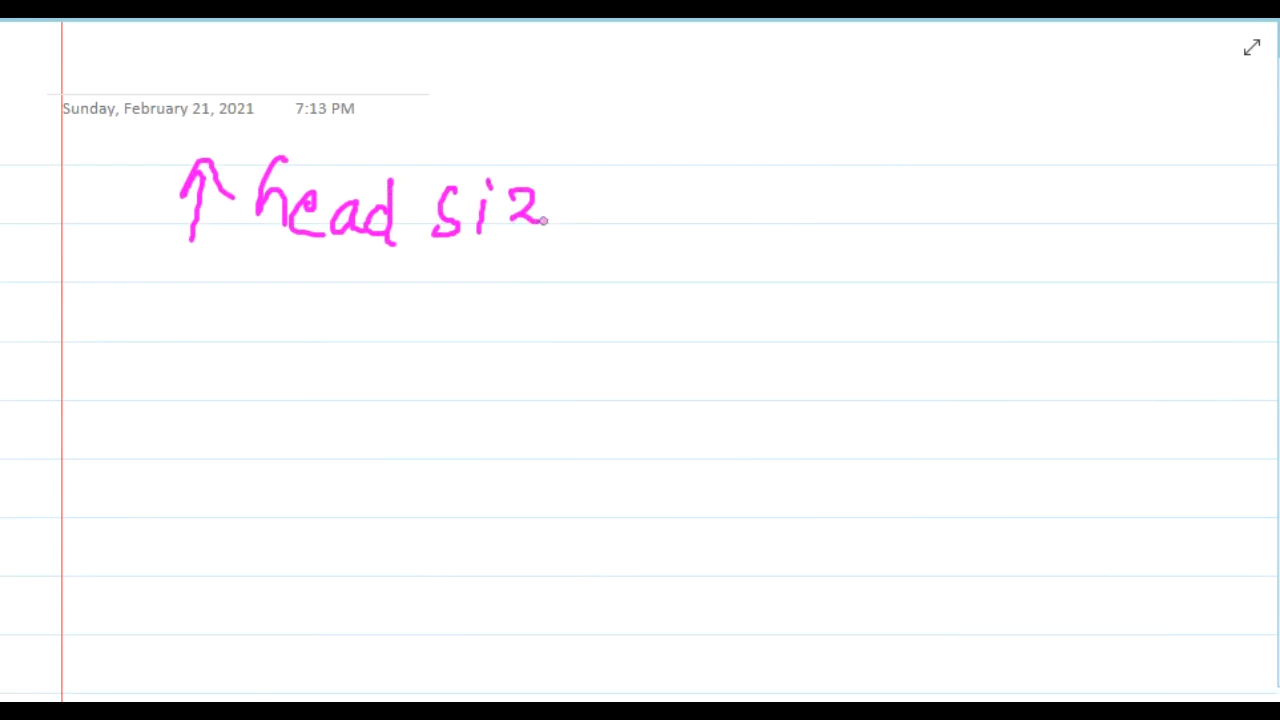 Sunday, February 21, 2021 7:13 PM
↑ head siz